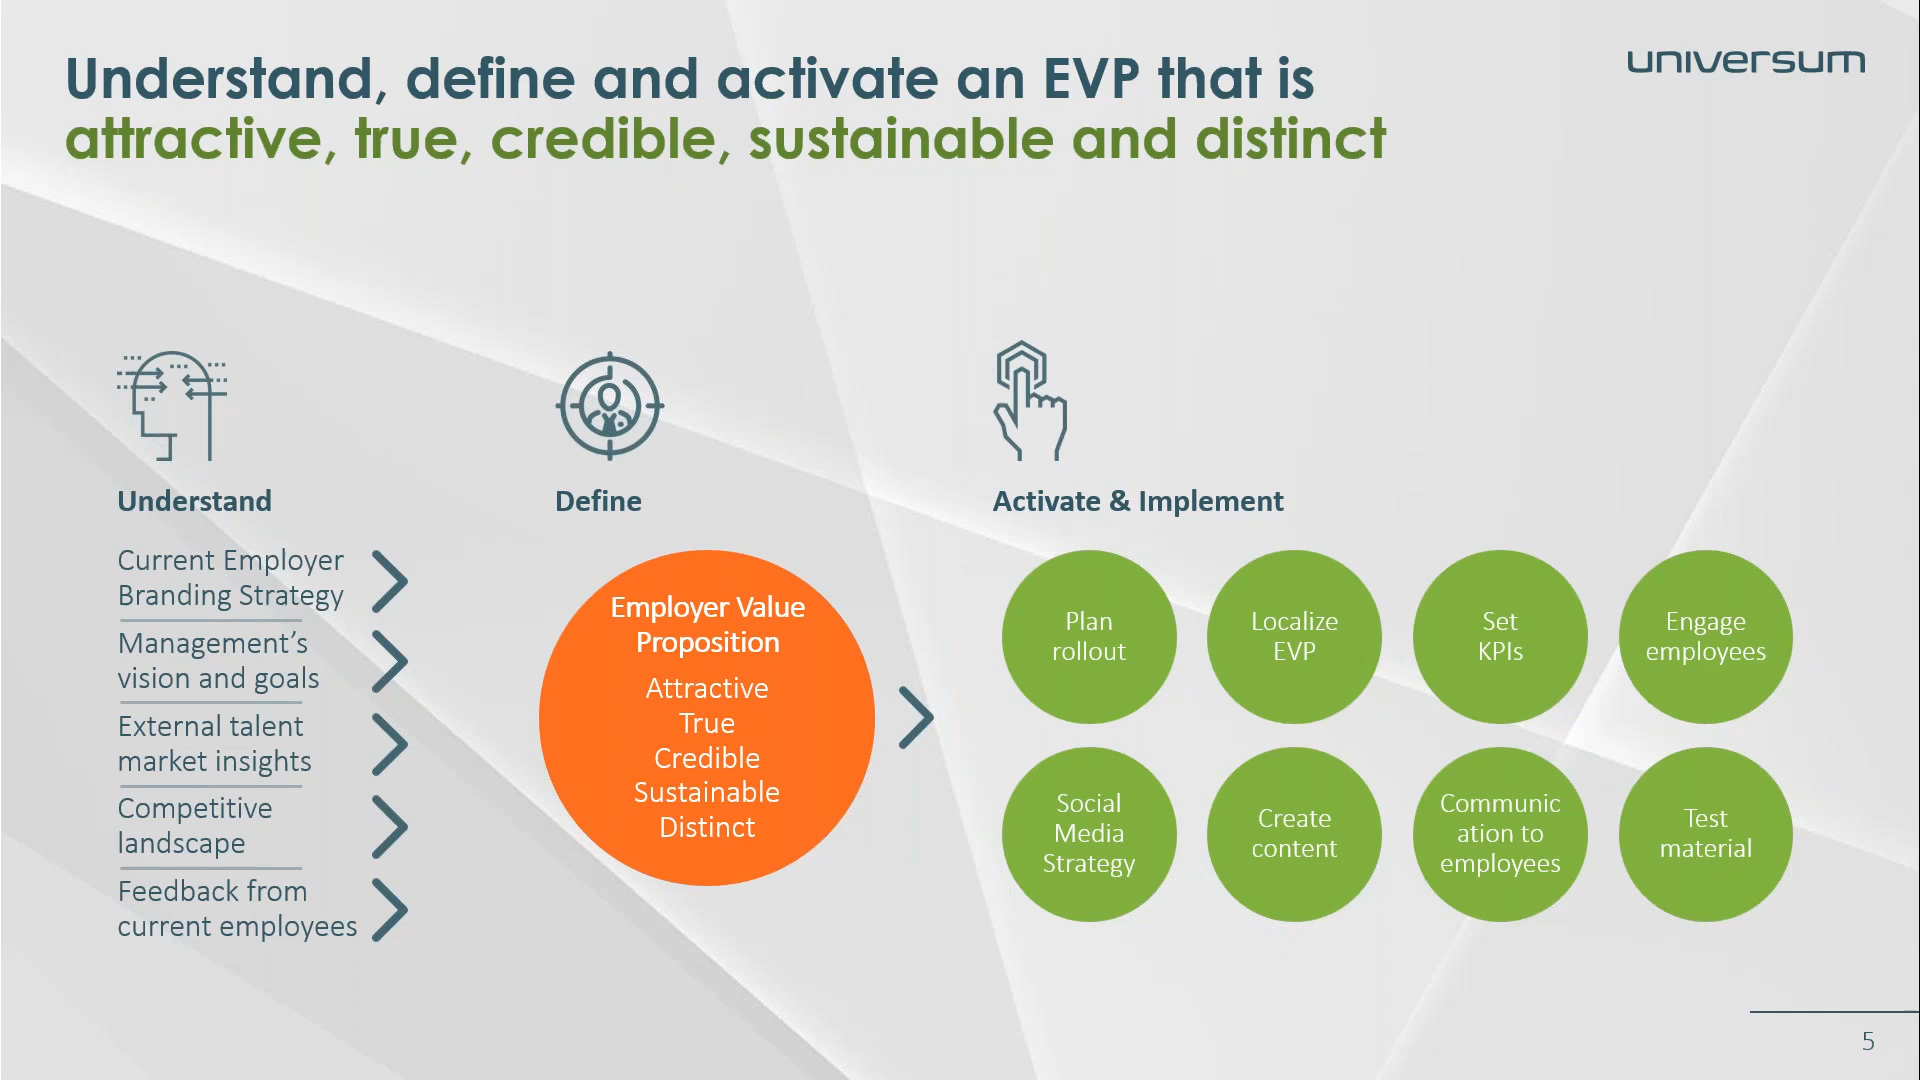 Understand, define and activate an EVP that is
attractive, true, credible, sustainable and distinct
universum
Understand
Current Employer
Branding Strategy
Management’s
vision and goals
External talent
market insights
Competitive
landscape
Feedback from
current employees
Define
Employer Value
Proposition
Attractive
True
Credible
Sustainable
Distinct
Activate & Implement
Plan
rollout
Localize
EVP
Set
KPIs
Engage
employees
Social
Media
Strategy
Create
content
Communic
ation to
employees
Test
material
5